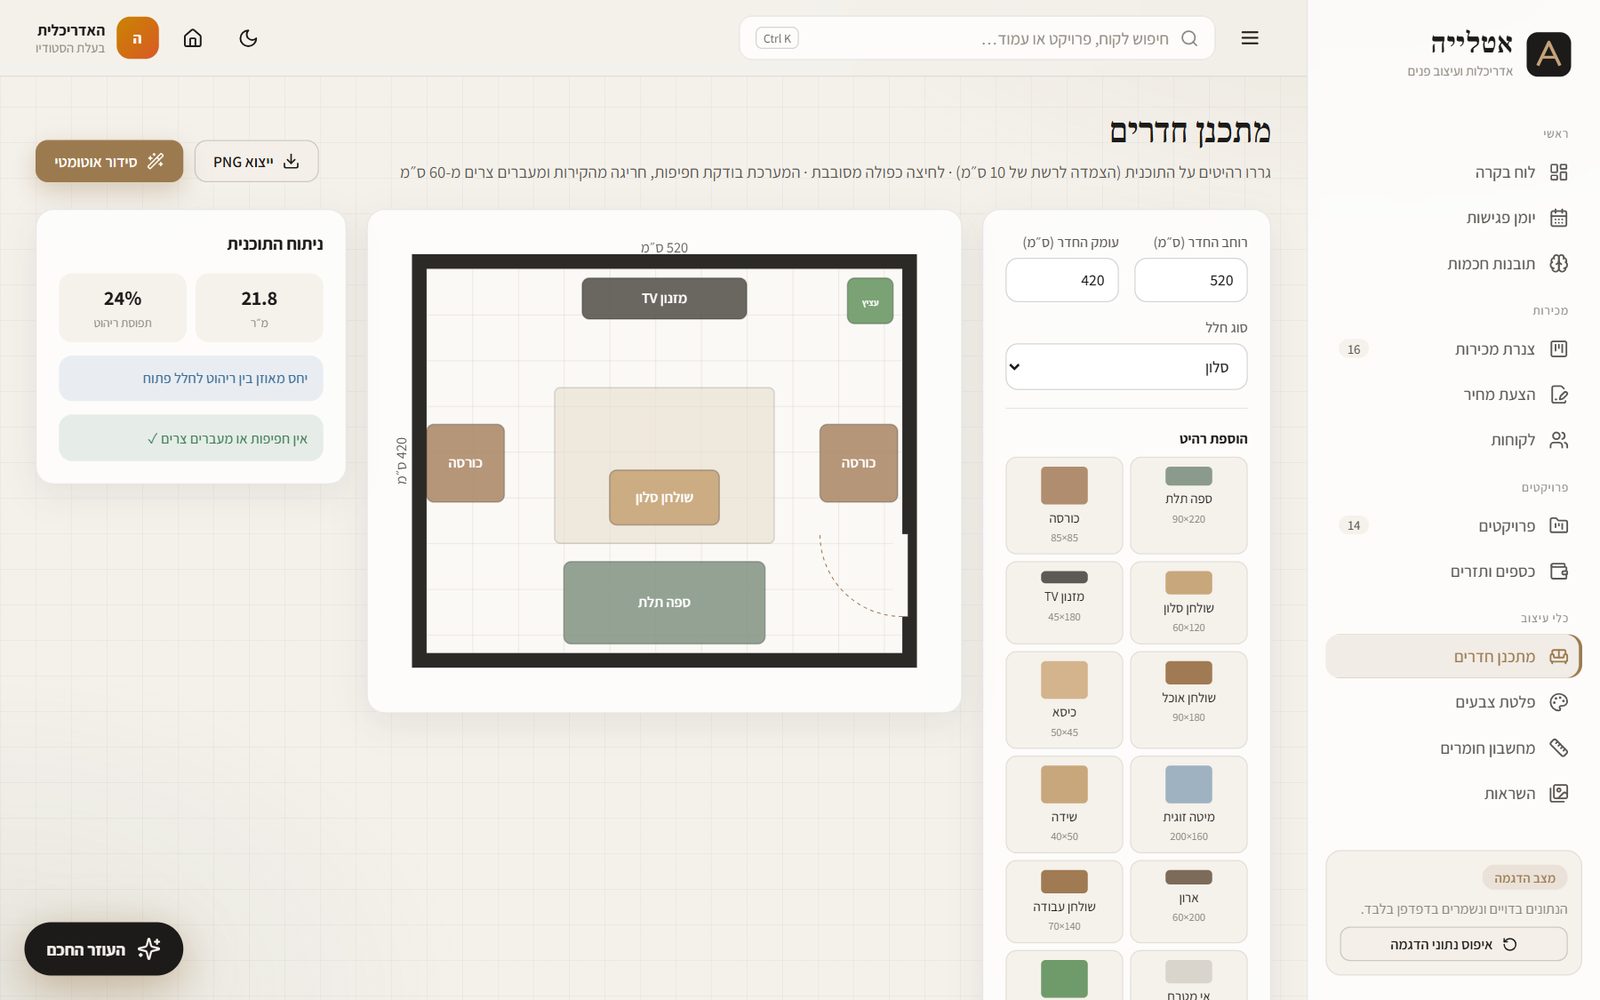 אטלייה
אדריכלות ועיצוב פנים
ראשי
לוח בקרה
יומן פגישות
תובנות חכמות
מכירות
צנרת מכירות
16
הצעת מחיר
לקוחות
פרויקטים
פרויקטים
14
כספים ותזרים
כלי עיצוב
מתכנן חדרים
פלטת צבעים
מחשבון חומרים
השראות
מצב הדגמה
הנתונים בדויים ונשמרים בדפדפן בלבד.
איפוס נתוני הדגמה
חיפוש לקוח, פרויקט או עמוד…
Ctrl K
ה
האדריכלית
בעלת הסטודיו
מתכנן חדרים
גררו רהיטים על התוכנית (הצמדה לרשת של 10 ס״מ) · לחיצה כפולה מסובבת · המערכת בודקת חפיפות, חריגה מהקירות ומעברים צרים מ-60 ס״מ
ייצוא PNG
סידור אוטומטי
רוחב החדר (ס״מ)
עומק החדר (ס״מ)
520
420
סוג חלל
סלון
הוספת רהיט
ספה תלת
90×220
כורסה
85×85
שולחן סלון
60×120
מזנון TV
45×180
שולחן אוכל
90×180
כיסא
50×45
מיטה זוגית
200×160
שידה
40×50
ארון
60×200
שולחן עבודה
70×140
אי מטבח
520 ס״מ
420 ס״מ
עציץ
מזנון TV
כורסה
כורסה
שולחן סלון
ספה תלת
ניתוח התוכנית
21.8
מ״ר
24%
תפוסת ריהוט
יחס מאוזן בין ריהוט לחלל פתוח
אין חפיפות או מעברים צרים ✓
העוזר החכם